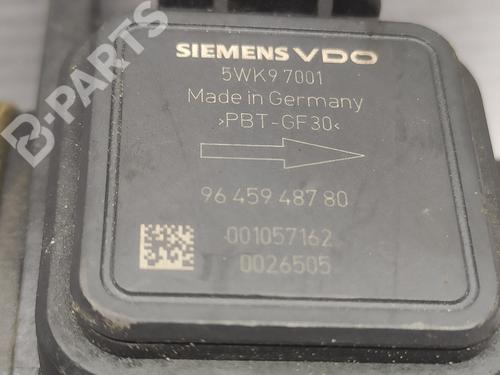 SIEMENS VDO
5WK9 7001
Made in Germany
>PBT-GF30<
96 459 487 80
001057162
0026505
B-PARTS